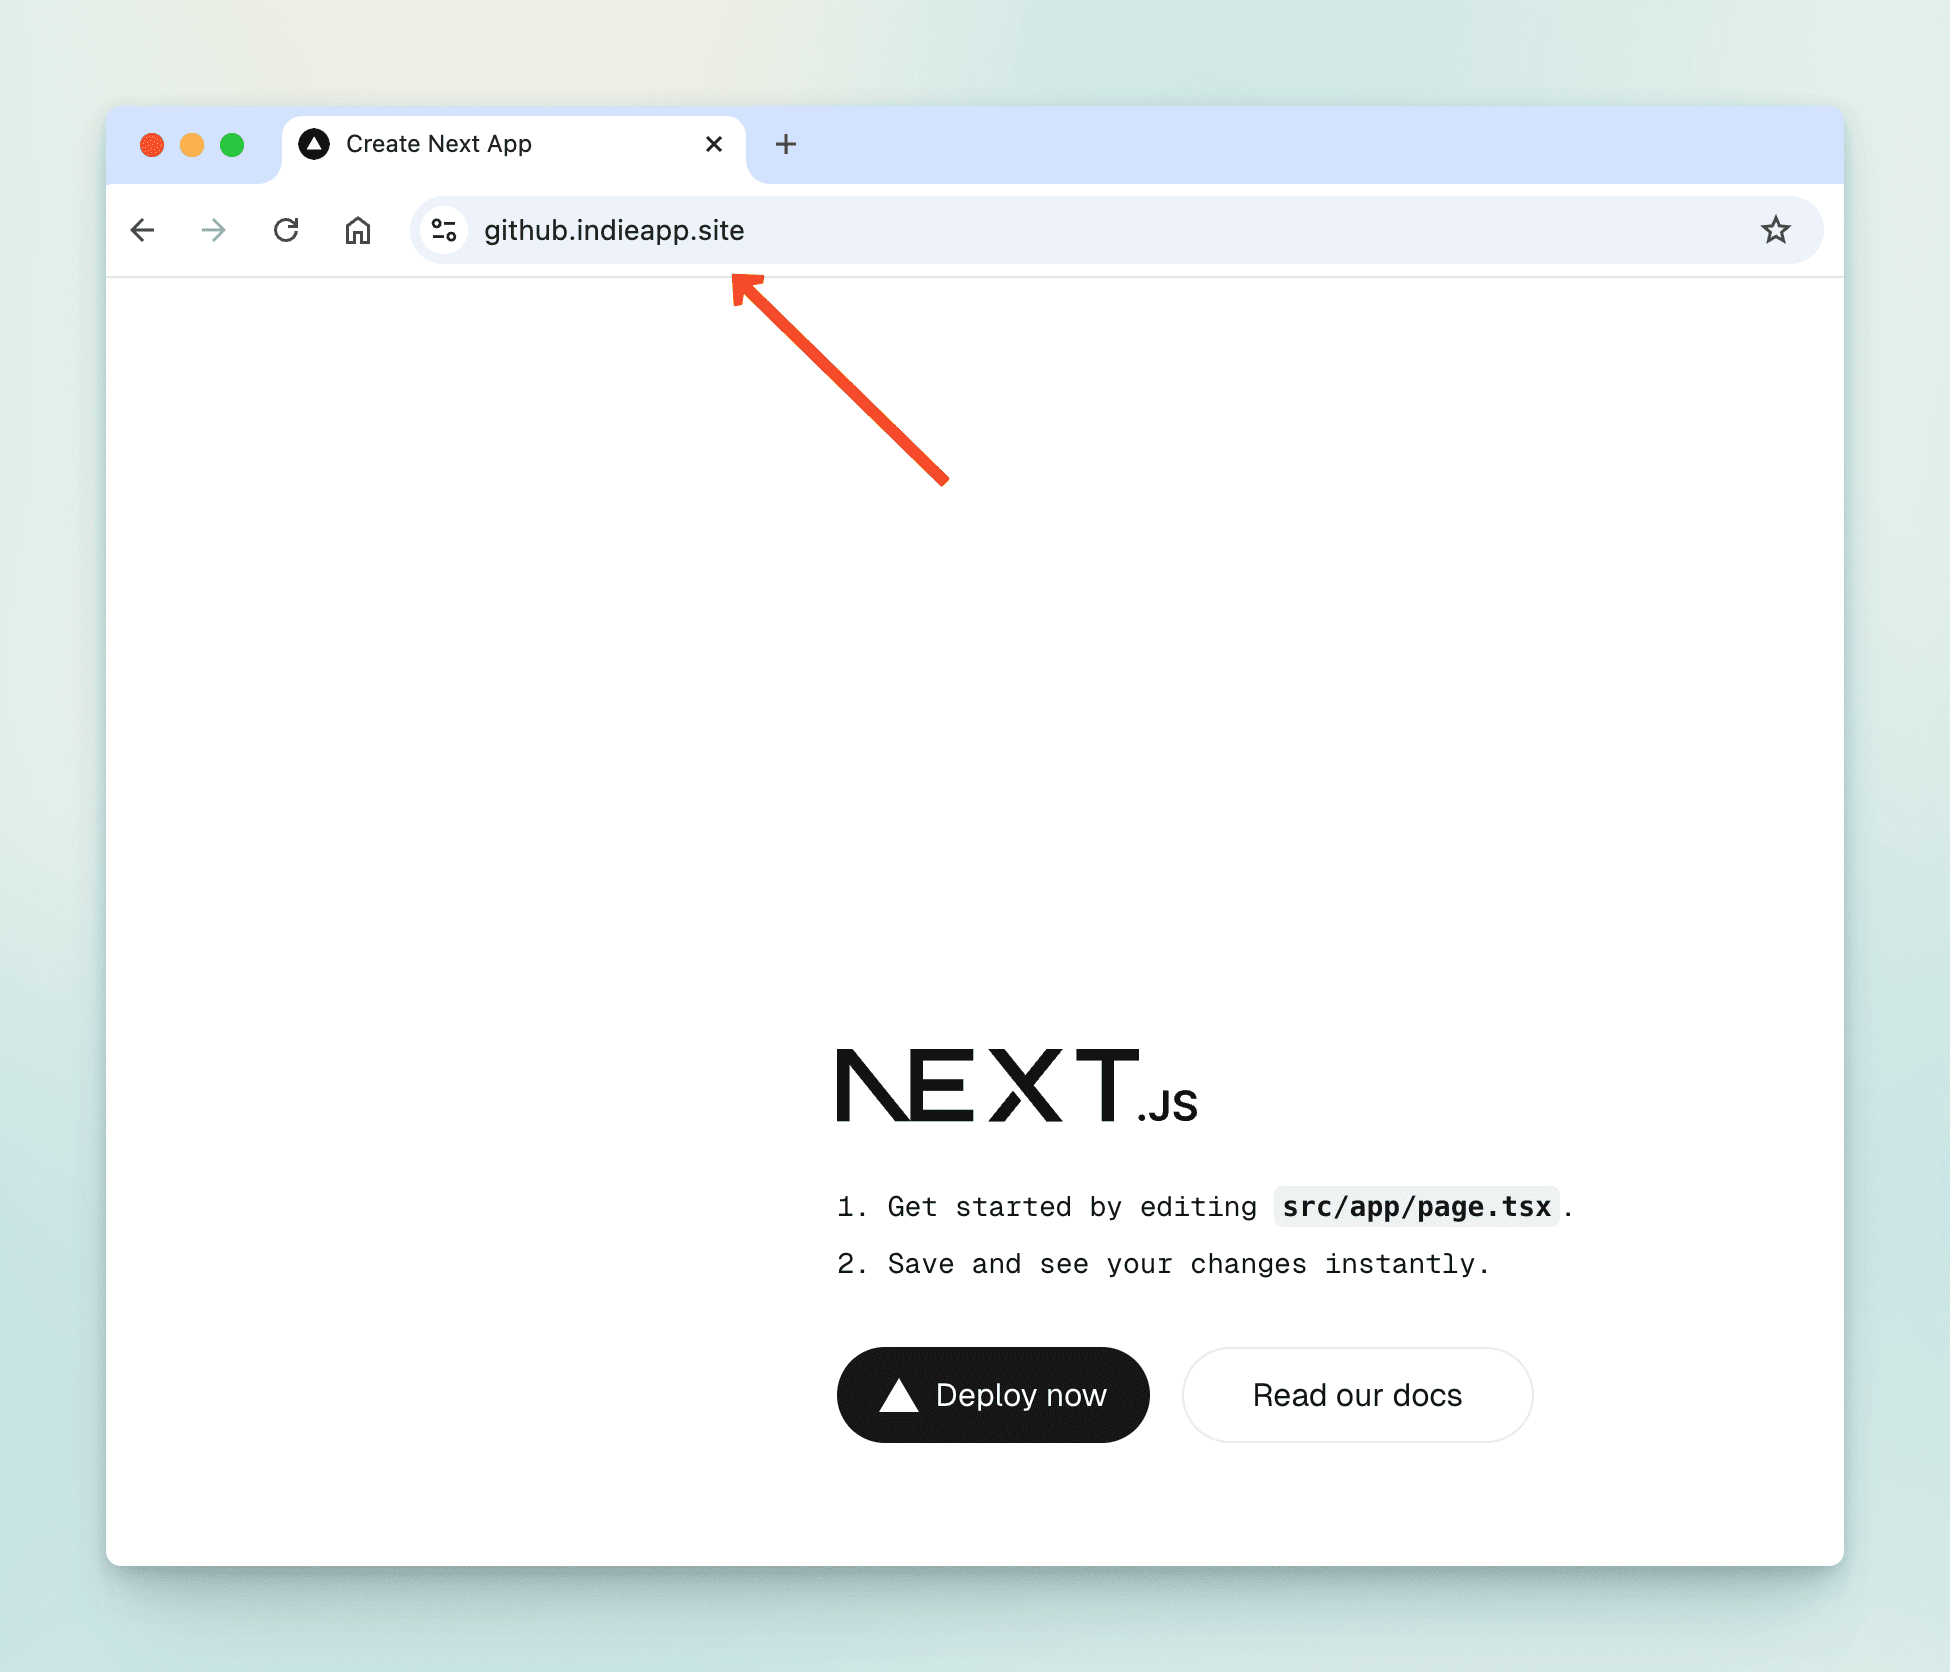 Create Next App
github.indieapp.site
NEXT.JS
1. Get started by editing src/app/page.tsx.
2. Save and see your changes instantly.
Deploy now
Read our docs